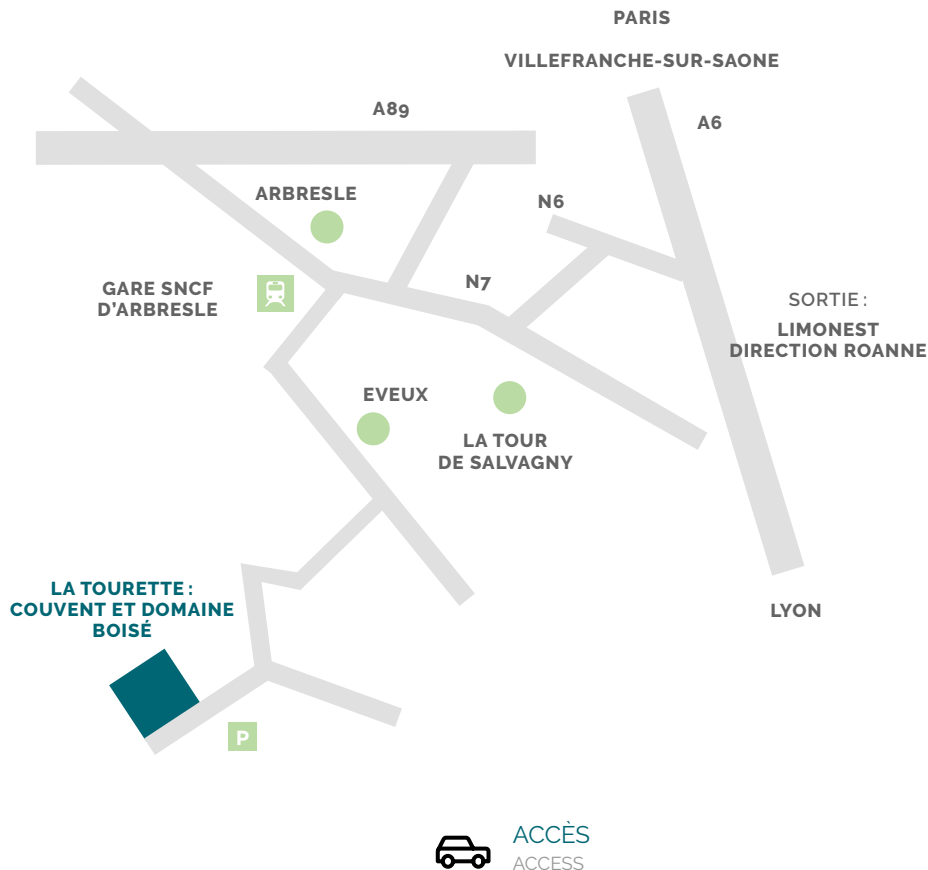 PARIS
VILLEFRANCHE-SUR-SAONE
A89
A6
ARBRESLE
N6
GARE SNCF
D'ARBRESLE
N7
SORTIE :
LIMONEST
DIRECTION ROANNE
EVEUX
LA TOUR
DE SALVAGNY
LA TOURETTE :
COUVENT ET DOMAINE
BOISÉ
LYON
P
ACCÈS
ACCESS